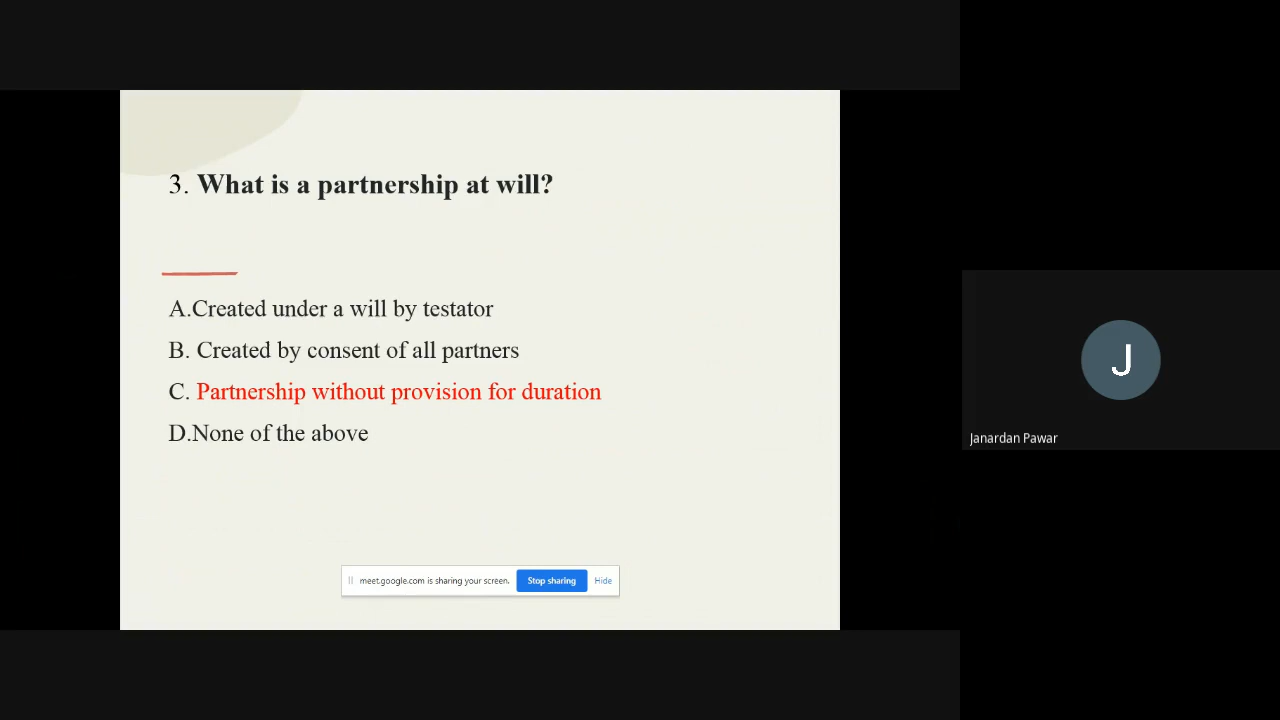 3. What is a partnership at will?
A.Created under a will by testator
B. Created by consent of all partners
C. Partnership without provision for duration
D.None of the above
meet.google.com is sharing your screen. Stop sharing Hide
J
Janardan Pawar